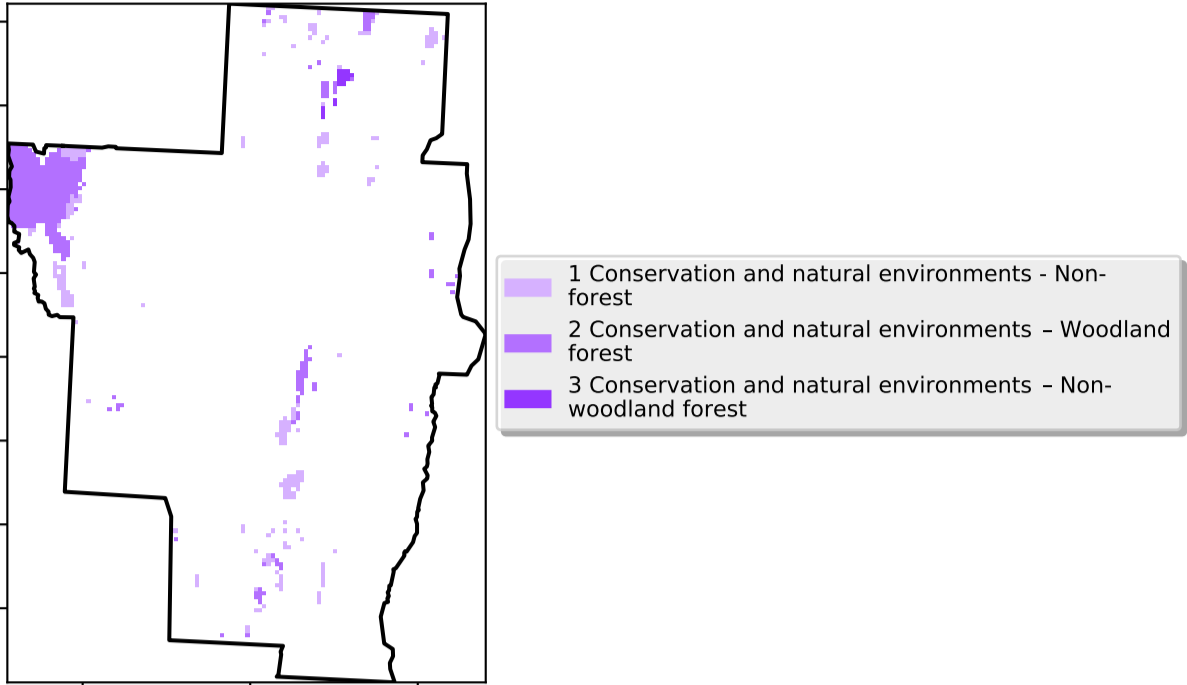 1 Conservation and natural environments - Non-
forest
2 Conservation and natural environments – Woodland
forest
3 Conservation and natural environments – Non-
woodland forest